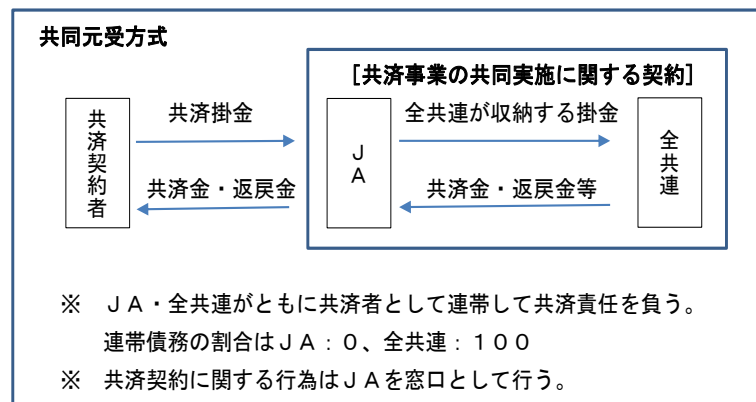 共同元受方式
［共済事業の共同実施に関する契約］
共済契約者
共済掛金
共済金・返戻金
ＪＡ
全共連が収納する掛金
共済金・返戻金等
全共連
※　ＪＡ・全共連がともに共済者として連帯して共済責任を負う。
連帯債務の割合はＪＡ：０、全共連：１００
※　共済契約に関する行為はＪＡを窓口として行う。